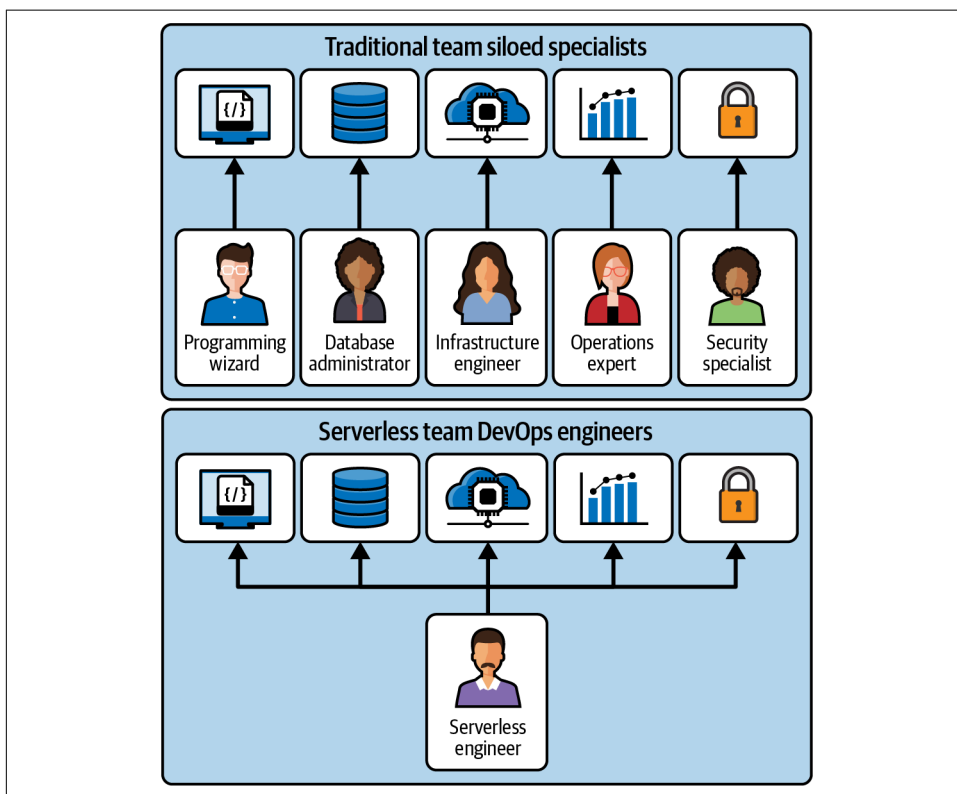 Traditional team siloed specialists
{/}
Programming
wizard
Database
administrator
Infrastructure
engineer
Operations
expert
Security
specialist
Serverless team DevOps engineers
{/}
Serverless
engineer